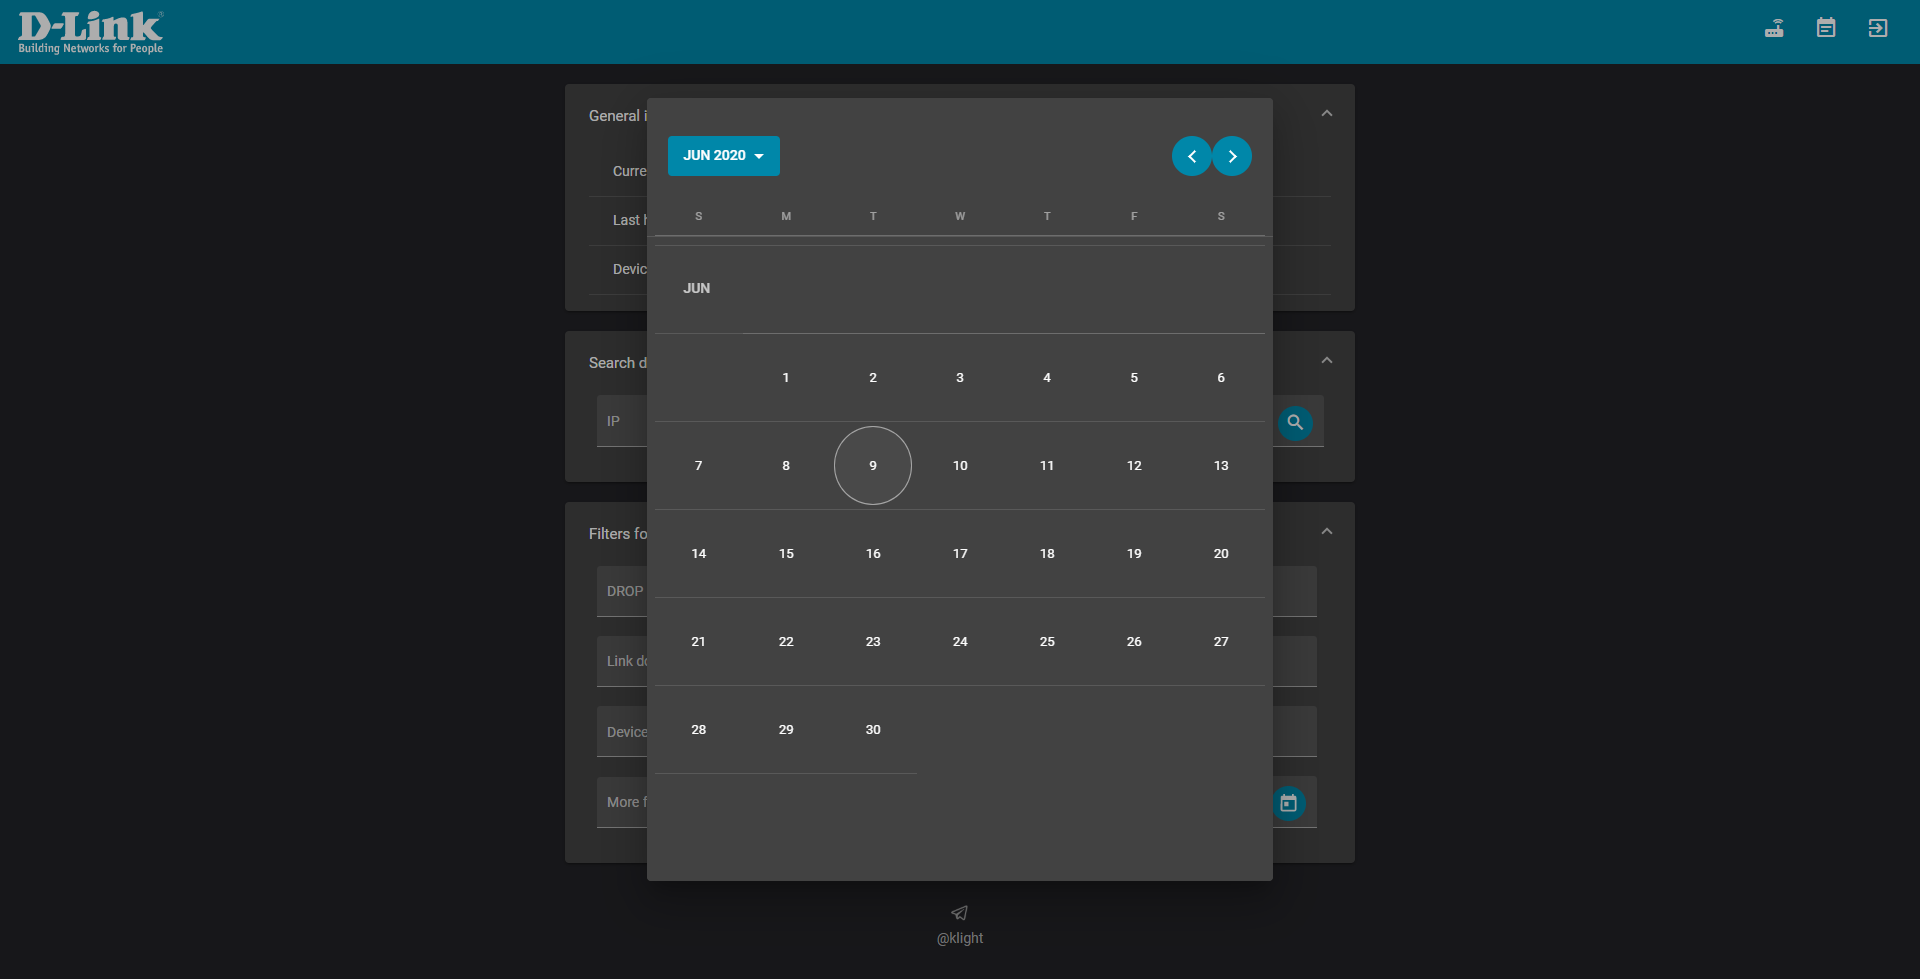 D-Link®
Building Networks for People
General i
Curre
Last h
Devic
Search d
IP
Filters fo
DROP
Link do
Device
More f
JUN 2020
S M T W T F S
JUN
1 2 3 4 5 6
7 8 9 10 11 12 13
14 15 16 17 18 19 20
21 22 23 24 25 26 27
28 29 30
@klight